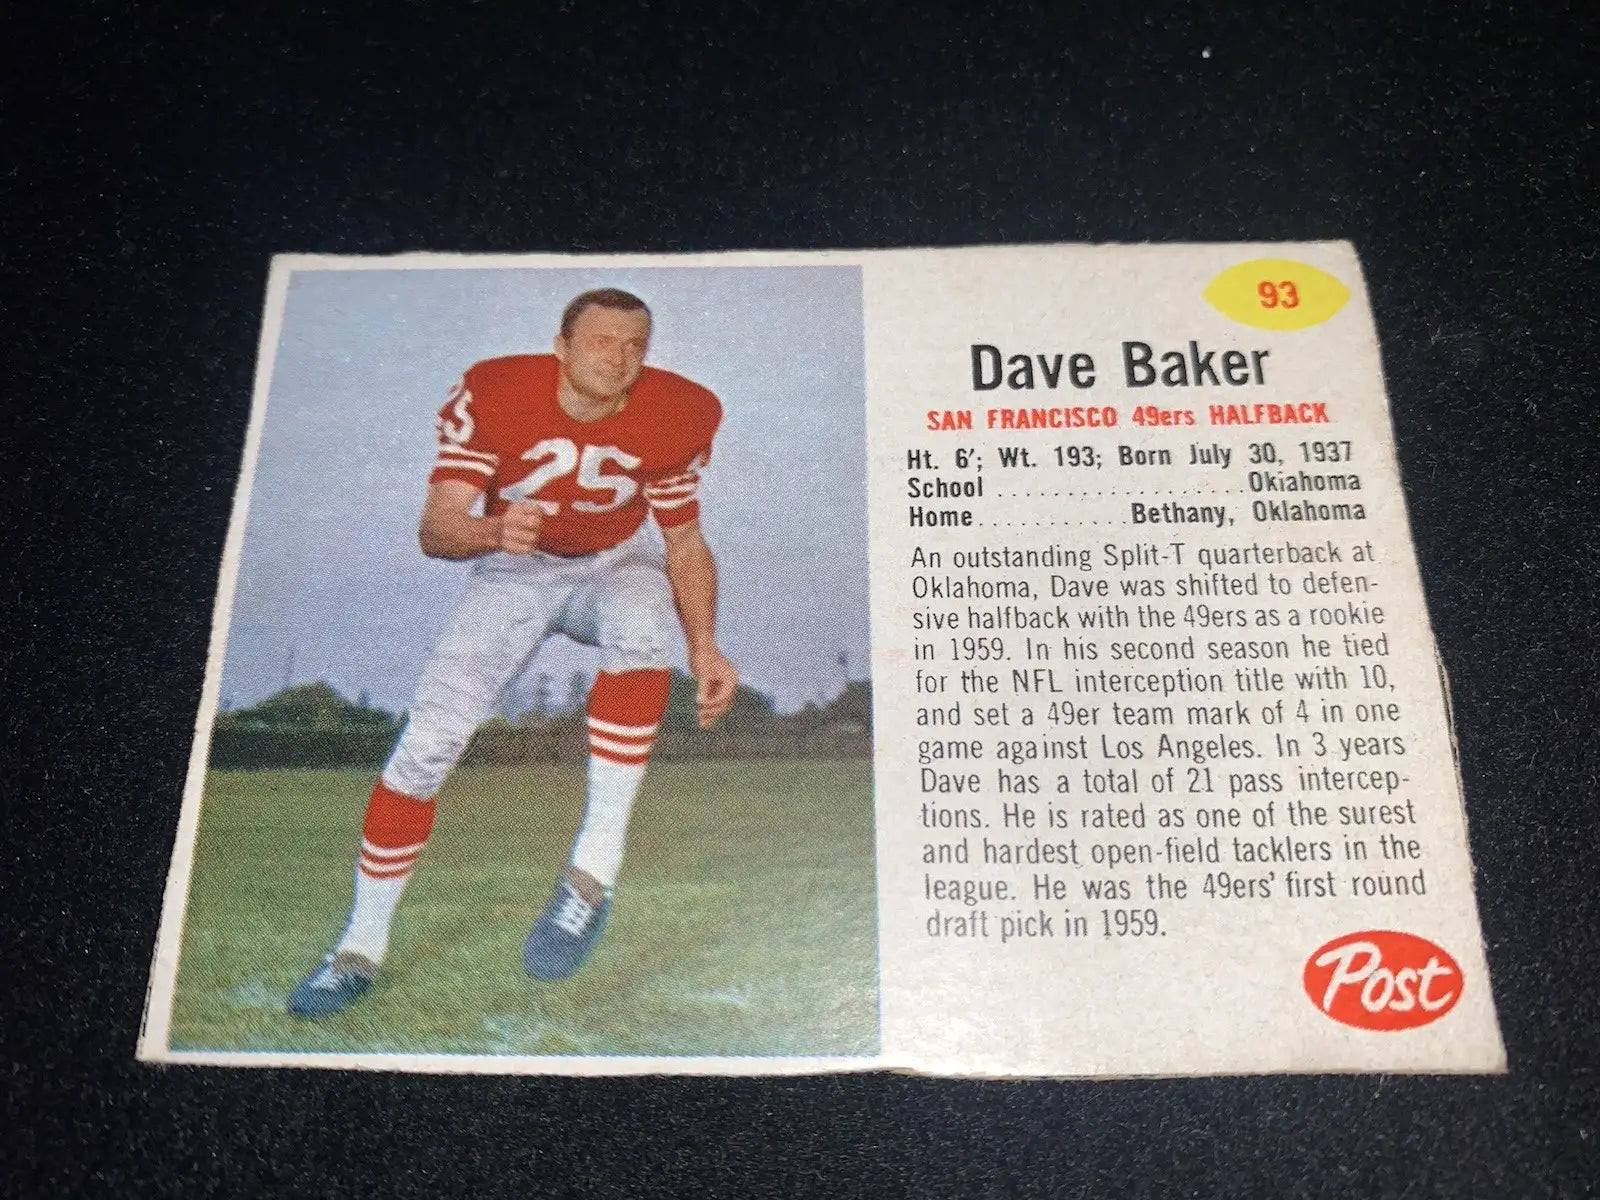 93
Dave Baker
SAN FRANCISCO 49ers HALFBACK
Ht. 6′; Wt. 193; Born July 30, 1937
School ..................Oklahoma
Home...........Bethany, Oklahoma
An outstanding Split-T quarterback at
Oklahoma, Dave was shifted to defen-
sive halfback with the 49ers as a rookie
in 1959. In his second season he tied
for the NFL interception title with 10,
and set a 49er team mark of 4 in one
game against Los Angeles. In 3 years
Dave has a total of 21 pass intercep-
tions. He is rated as one of the surest
and hardest open-field tacklers in the
league. He was the 49ers' first round
draft pick in 1959.
Post
25
25